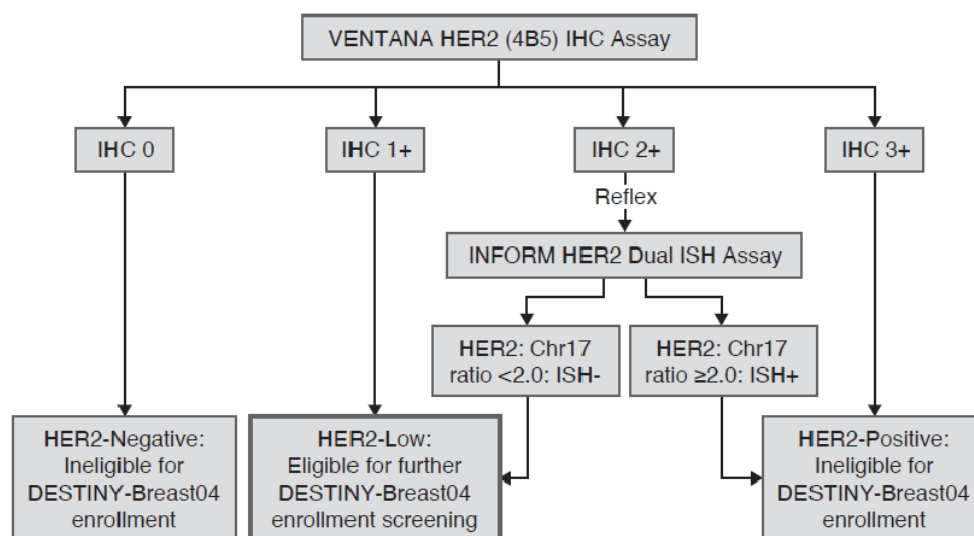 VENTANA HER2 (4B5) IHC Assay
IHC 0
IHC 1+
IHC 2+
IHC 3+
Reflex
INFORM HER2 Dual ISH Assay
HER2: Chr17
ratio <2.0: ISH-
HER2: Chr17
ratio ≥2.0: ISH+
HER2-Negative:
Ineligible for
DESTINY-Breast04
enrollment
HER2-Low:
Eligible for further
DESTINY-Breast04
enrollment screening
HER2-Positive:
Ineligible for
DESTINY-Breast04
enrollment